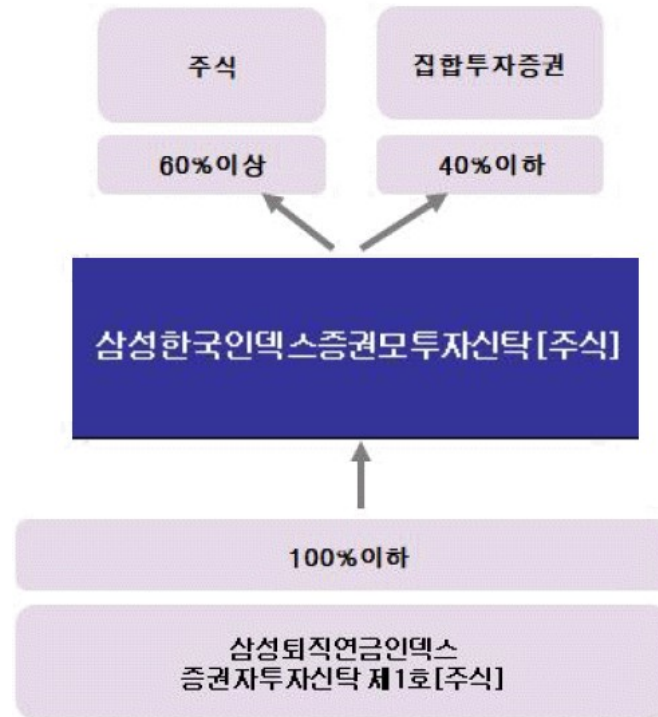 주식
집합투자증권
60%이상
40%이하
삼성한국인덱스증권모투자신탁[주식]
100%이하
삼성퇴직연금인덱스
증권자투자신탁 제1호[주식]